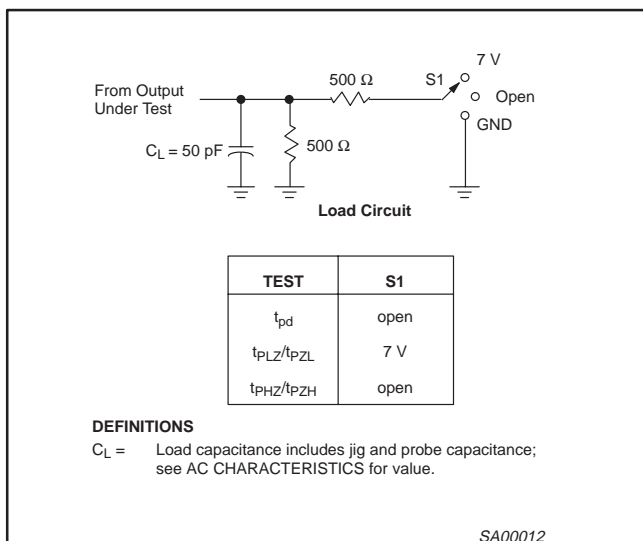 7 V
500 Ω
S1
From Output
Under Test
Open
GND
C_L = 50 pF
500 Ω
Load Circuit
TEST S1
t_pd open
t_PLZ/t_PZL 7 V
t_PHZ/t_PZH open
DEFINITIONS
C_L = Load capacitance includes jig and probe capacitance;
see AC CHARACTERISTICS for value.
SA00012